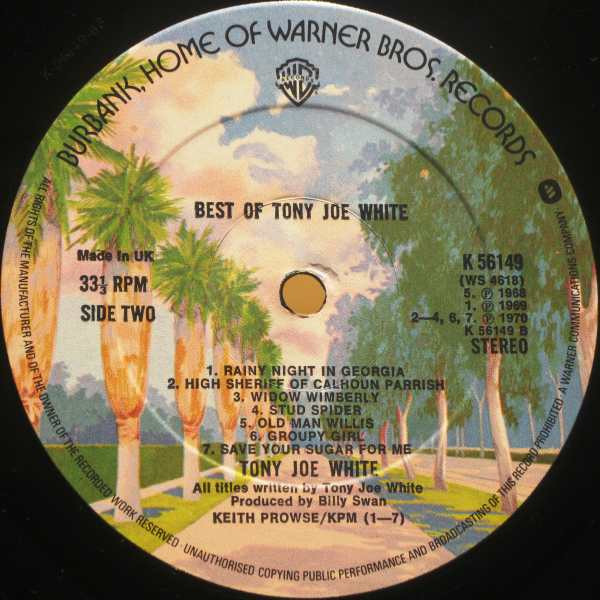 BURBANK, HOME OF WARNER BROS. RECORDS
RECORDS
WB
BEST OF TONY JOE WHITE
Made In UK
33⅓ RPM
SIDE TWO
K 56149
(WS 4618)
5. ℗ 1968
1. ℗ 1969
2—4, 6, 7. ℗ 1970
K 56149 B
STEREO
1. RAINY NIGHT IN GEORGIA
2. HIGH SHERIFF OF CALHOUN PARRISH
3. WIDOW WIMBERLY
4. STUD SPIDER
5. OLD MAN WILLIS
6. GROUPY GIRL
7. SAVE YOUR SUGAR FOR ME
TONY JOE WHITE
All titles written by Tony Joe White
Produced by Billy Swan
KEITH PROWSE/KPM (1—7)
ALL RIGHTS OF THE MANUFACTURER AND OF THE OWNER OF THE RECORDED WORK RESERVED · UNAUTHORISED COPYING PUBLIC PERFORMANCE AND BROADCASTING OF THIS RECORD PROHIBITED · A WARNER COMMUNICATIONS COMPANY